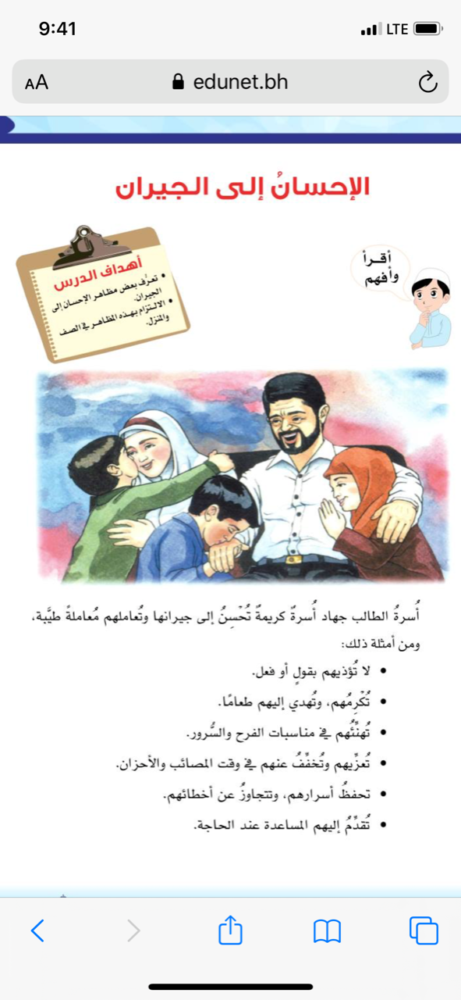 9:41
LTE
AA
edunet.bh
الإحسانُ إلى الجيران
أقـرأ
وأفهم
أهداف الدرس
• تعرُّف بعض مظاهر الإحسان إلى
الجيران.
• الالتزام بهذه المظاهر في الصف
والمنزل.
أُسرةُ الطالب جهاد أُسرةٌ كريمةٌ تُحْسِنُ إلى جيرانها وتُعاملهم مُعاملةً طيَّبة،
ومن أمثلة ذلك:
• لا تُؤذيهم بقولٍ أو فعل.
• تُكْرِمُهم، وتُهدي إليهم طعامًا.
• تُهنِّئُهم في مناسبات الفرح والسُّرور.
• تُعزِّيهم وتُخفِّفُ عنهم في وقت المصائب والأحزان.
• تحفظُ أسرارهم، وتتجاوزُ عن أخطائهم.
• تُقدِّمُ إليهم المساعدة عند الحاجة.